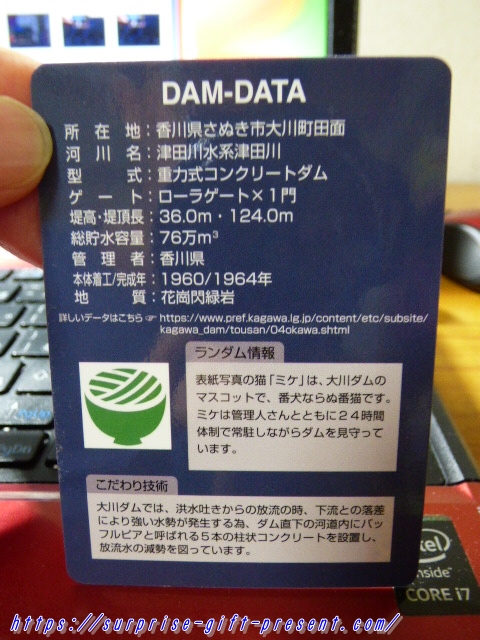 DAM-DATA
所在地：香川県さぬき市大川町田面
河川名：津田川水系津田川
型式：重力式コンクリートダム
ゲート：ローラゲート×1門
堤高・堤頂長：36.0m・124.0m
総貯水容量：76万m³
管理者：香川県
本体着工/完成年：1960/1964年
地質：花崗閃緑岩
詳しいデータはこちら☞https://www.pref.kagawa.lg.jp/content/etc/subsite/
kagawa_dam/tousan/04okawa.shtml
ランダム情報
表紙写真の猫「ミケ」は、大川ダムの
マスコットで、番犬ならぬ番猫です。
ミケは管理人さんとともに24時間
体制で常駐しながらダムを見守って
います。
こだわり技術
大川ダムでは、洪水吐きからの放流の時、下流との落差
により強い水勢が発生する為、ダム直下の河道内にバッ
フルピアと呼ばれる5本の柱状コンクリートを設置し、
放流水の減勢を図っています。
inside
CORE i7
https://surprise-gift-present.com/